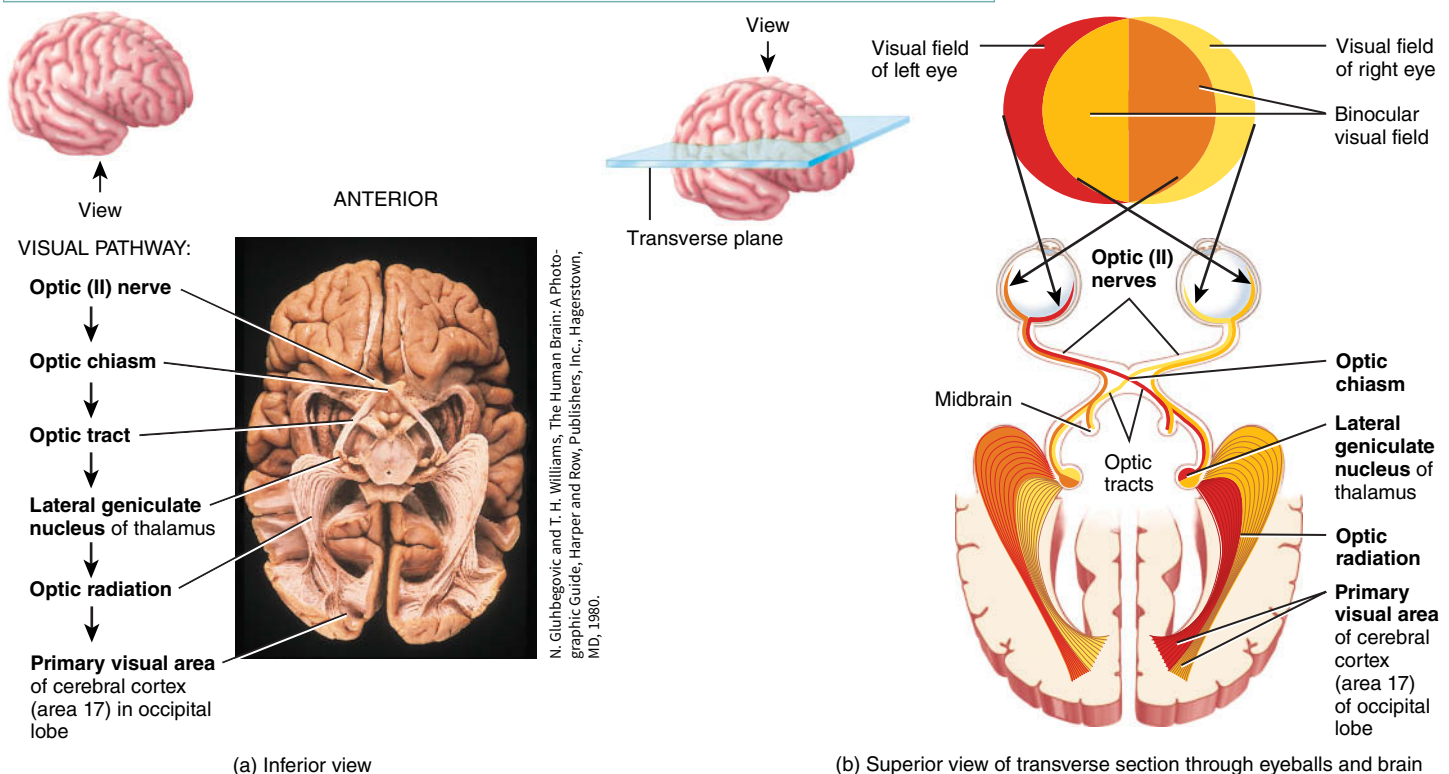 View
VISUAL PATHWAY:
Optic (II) nerve
Optic chiasm
Optic tract
Lateral geniculate
nucleus of thalamus
Optic radiation
Primary visual area
of cerebral cortex
(area 17) in occipital
lobe
ANTERIOR
N. Gluhbegovic and T. H. Williams, The Human Brain: A Photo-
graphic Guide, Harper and Row, Publishers, Inc., Hagerstown,
MD, 1980.
(a) Inferior view
View
Transverse plane
Visual field
of left eye
Visual field
of right eye
Binocular
visual field
Optic (II)
nerves
Optic
chiasm
Midbrain
Optic
tracts
Lateral
geniculate
nucleus of
thalamus
Optic
radiation
Primary
visual area
of cerebral
cortex
(area 17)
of occipital
lobe
(b) Superior view of transverse section through eyeballs and brain